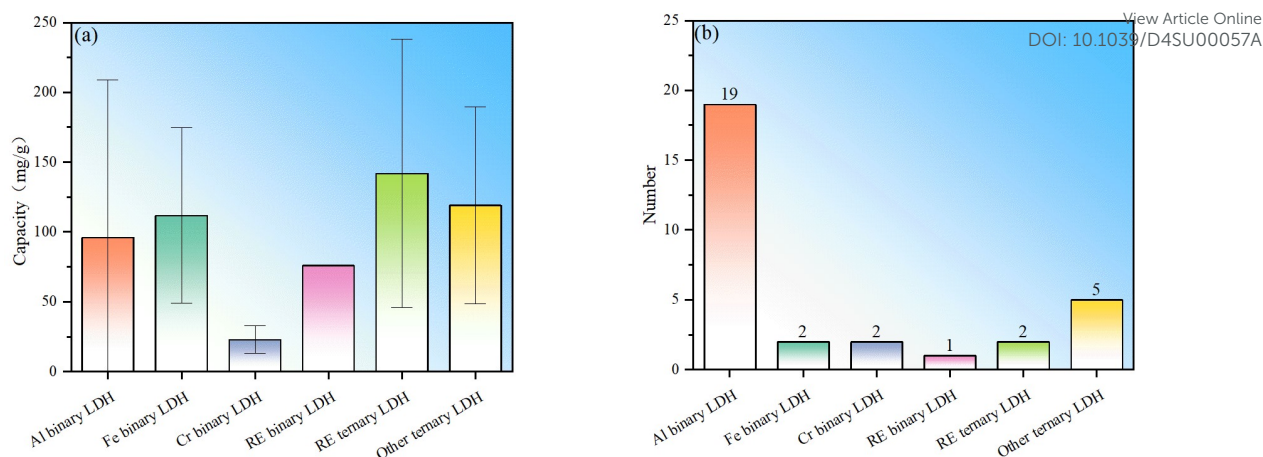 View Article Online
DOI: 10.1039/D4SU00057A
(a)
Capacity（mg/g）
250
200
150
100
50
0
Al binary LDH
Fe binary LDH
Cr binary LDH
RE binary LDH
RE ternary LDH
Other ternary LDH
(b)
Number
25
20
15
10
5
0
19
2
2
1
2
5
Al binary LDH
Fe binary LDH
Cr binary LDH
RE binary LDH
RE ternary LDH
Other ternary LDH